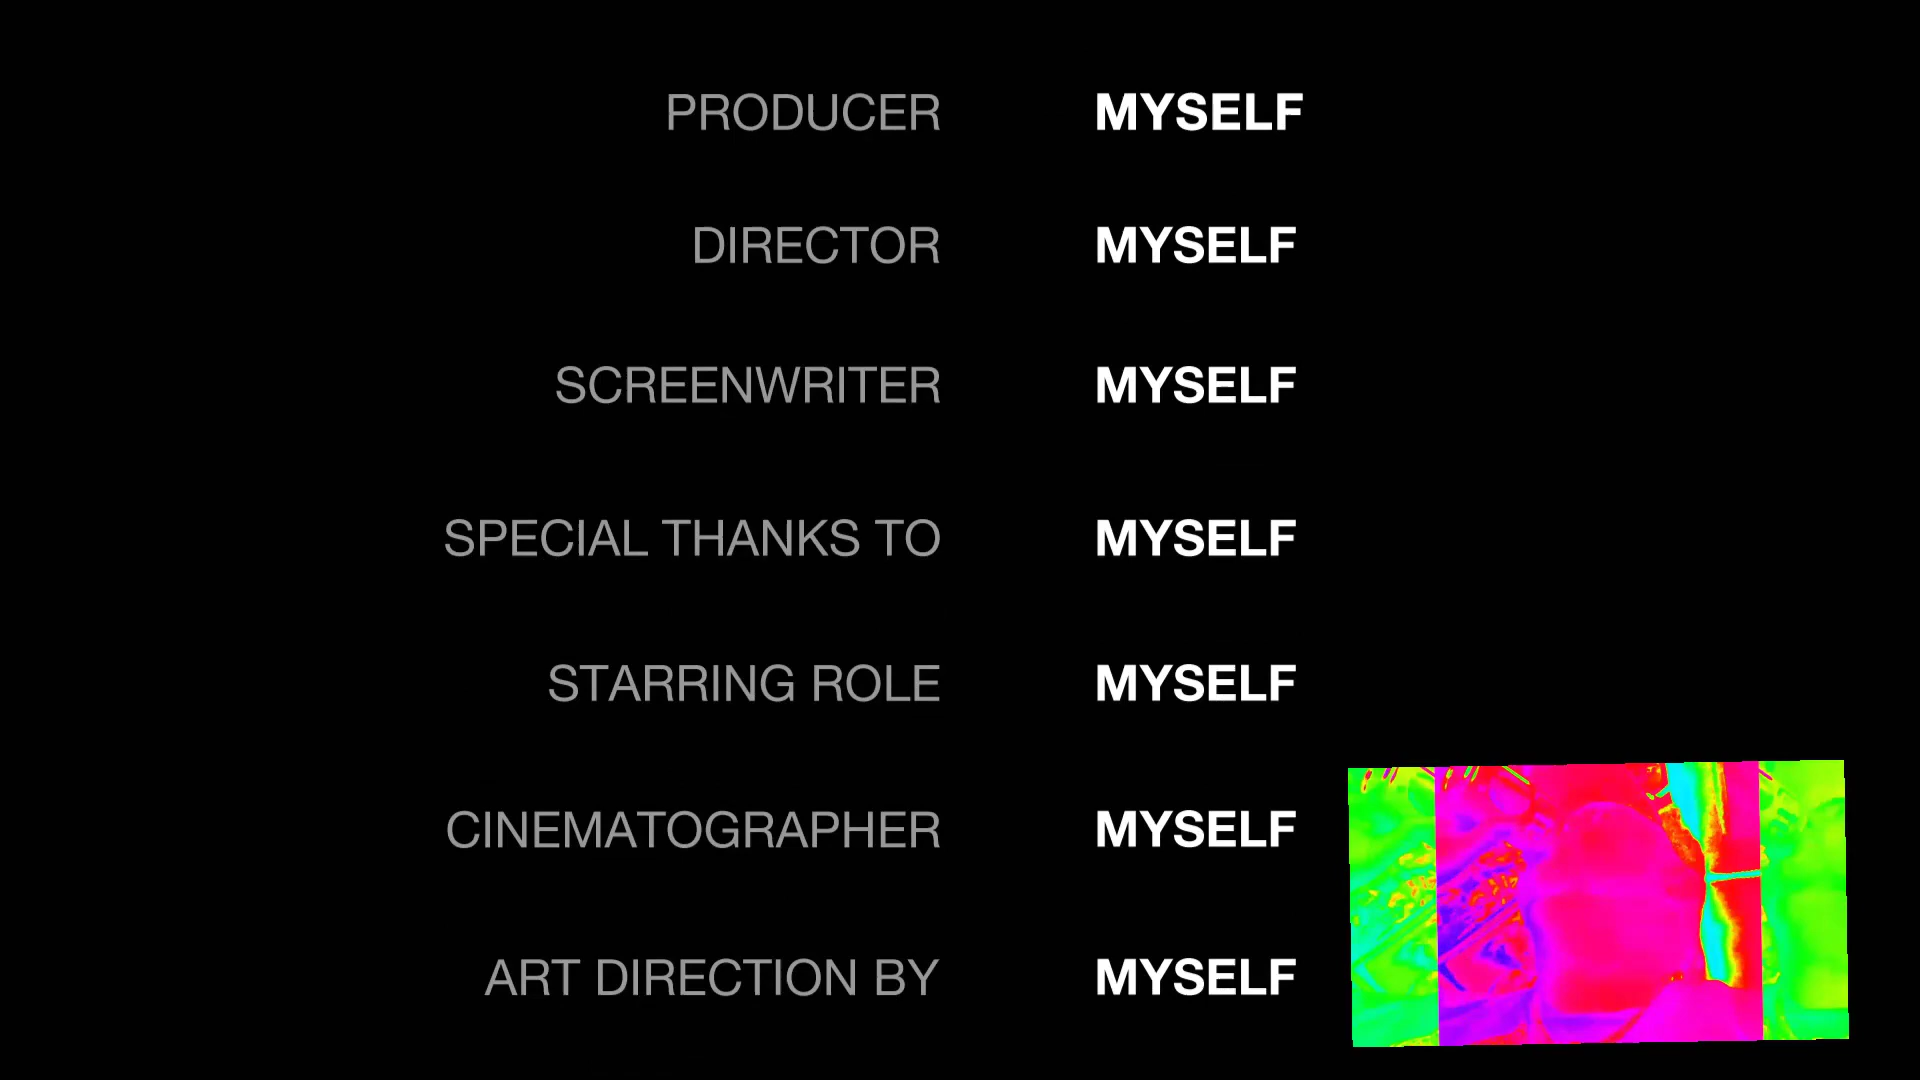 PRODUCER MYSELF
DIRECTOR MYSELF
SCREENWRITER MYSELF
SPECIAL THANKS TO MYSELF
STARRING ROLE MYSELF
CINEMATOGRAPHER MYSELF
ART DIRECTION BY MYSELF